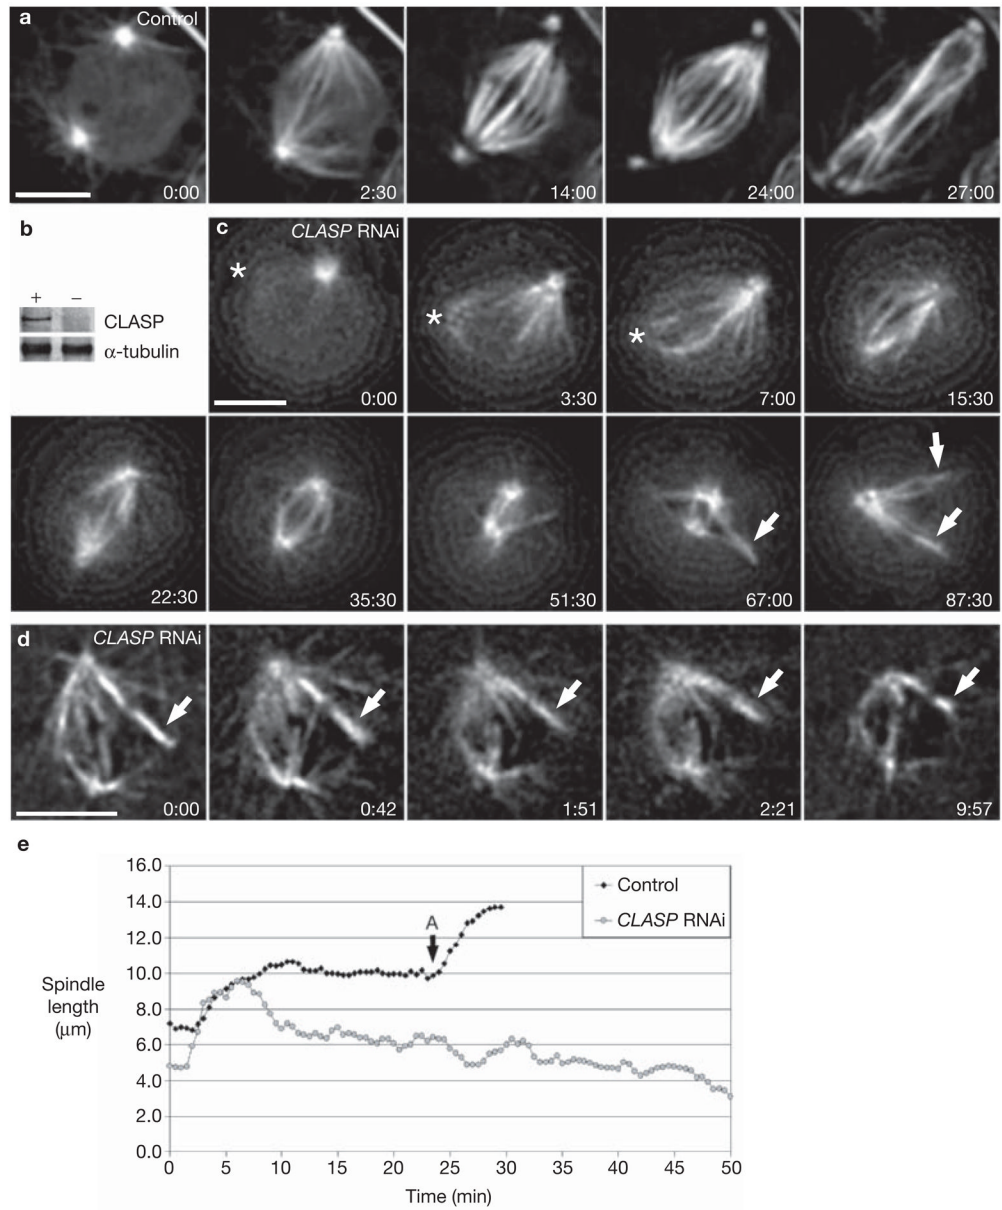 a
Control
0:00
2:30
14:00
24:00
27:00
b
+ −
CLASP
α-tubulin
c
CLASP RNAi
*
0:00
*
3:30
*
7:00
15:30
22:30
35:30
51:30
67:00
87:30
d
CLASP RNAi
0:00
0:42
1:51
2:21
9:57
e
16.0
14.0
12.0
10.0
8.0
6.0
4.0
2.0
0.0
Spindle
length
(μm)
A
Control
CLASP RNAi
0 5 10 15 20 25 30 35 40 45 50
Time (min)